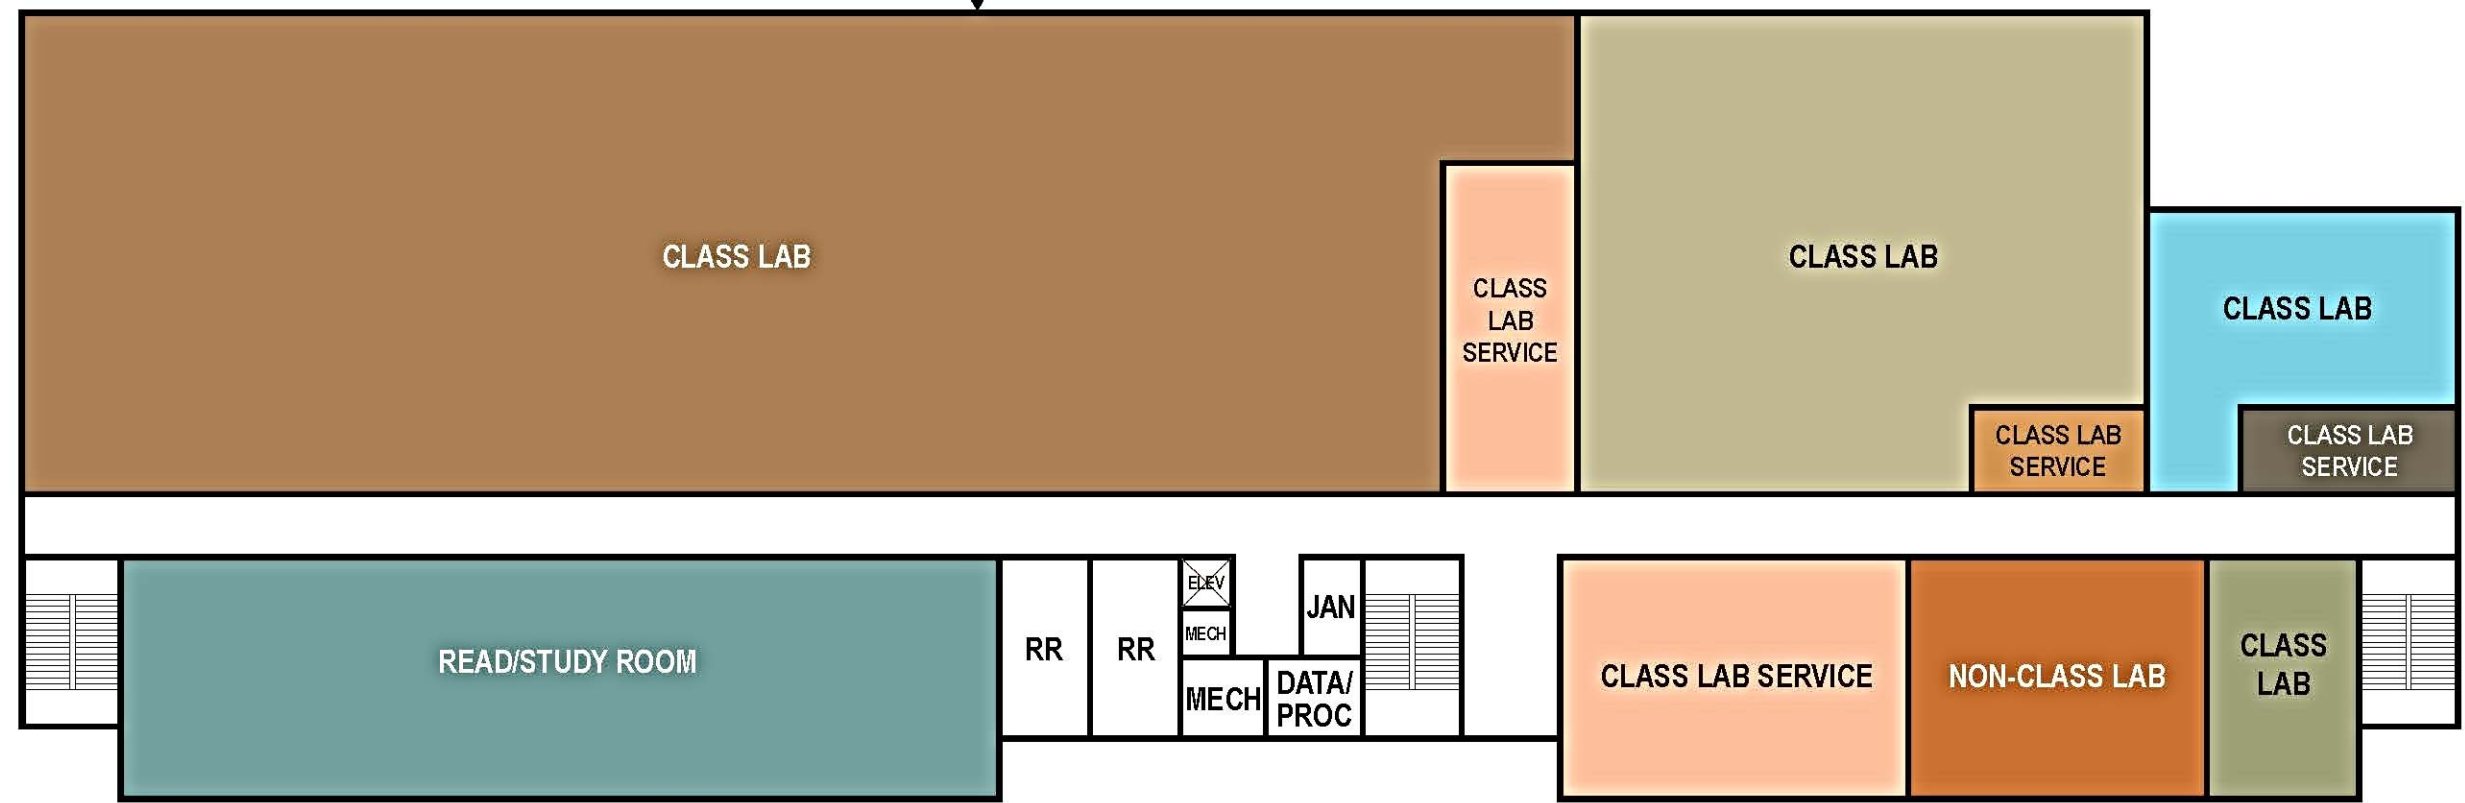 CLASS LAB
CLASS
LAB
SERVICE
CLASS LAB
CLASS LAB
SERVICE
CLASS LAB
CLASS LAB
SERVICE
READ/STUDY ROOM
RR
RR
ELEV
MECH
MECH
JAN
DATA/
PROC
CLASS LAB SERVICE
NON-CLASS LAB
CLASS
LAB